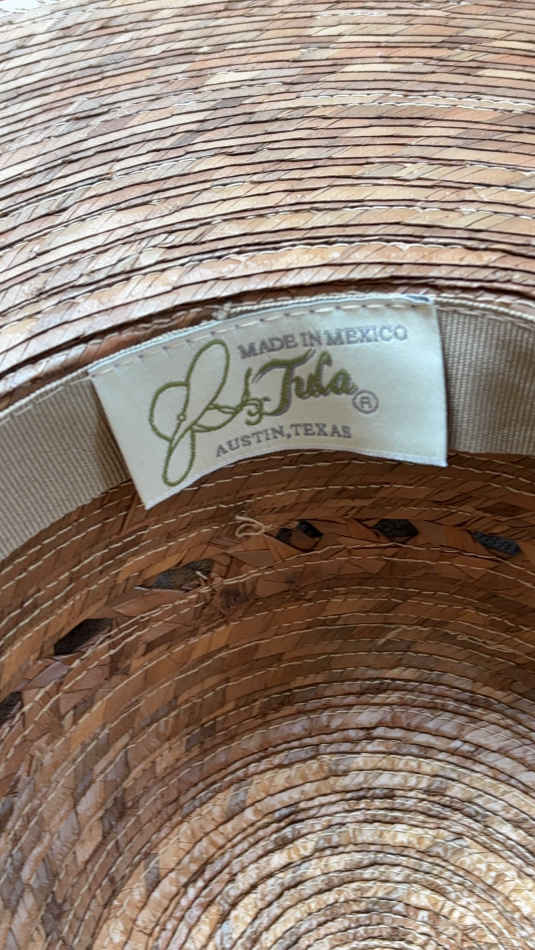 MADE IN MEXICO
Tula ®
AUSTIN, TEXAS